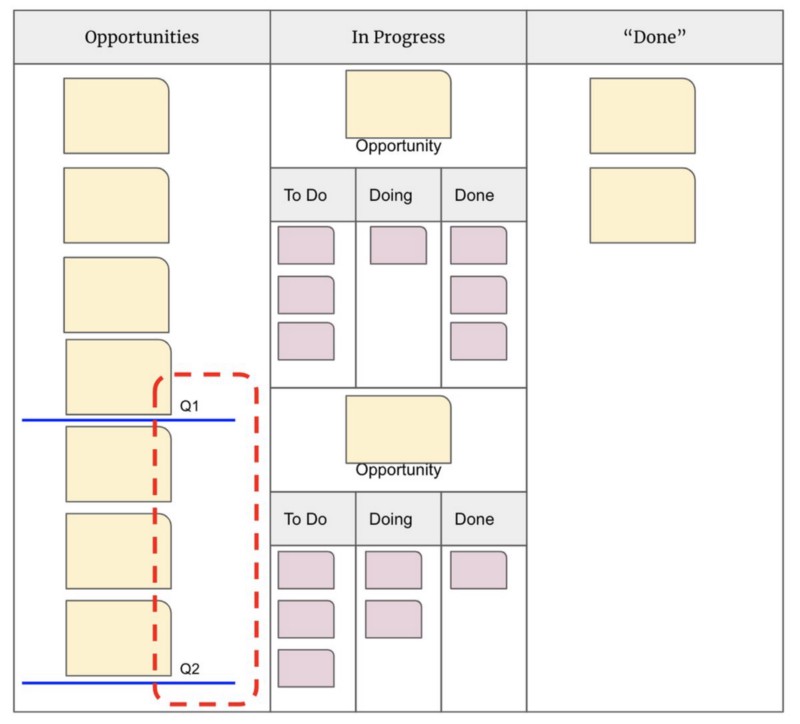 Opportunities
In Progress
“Done”
Opportunity
To Do
Doing
Done
Q1
Opportunity
To Do
Doing
Done
Q2